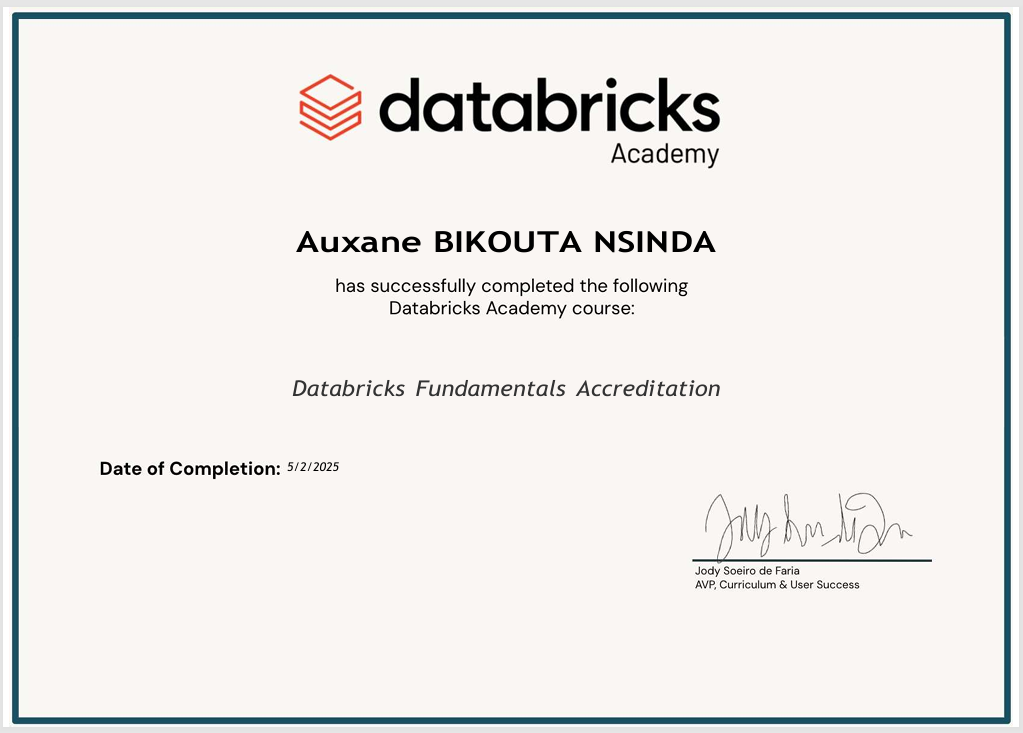 databricks
Academy
Auxane BIKOUTA NSINDA
has successfully completed the following
Databricks Academy course:
Databricks Fundamentals Accreditation
Date of Completion: 5/2/2025
Jody Soeiro de Faria
AVP, Curriculum & User Success